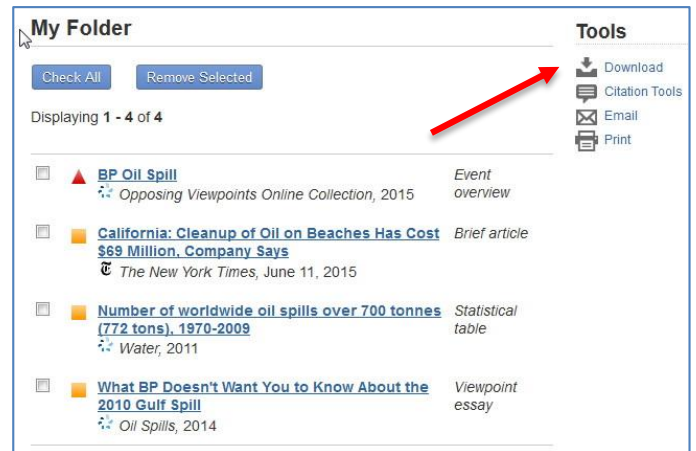 My Folder
Check All
Remove Selected
Displaying 1 - 4 of 4
BP Oil Spill
Opposing Viewpoints Online Collection, 2015
Event
overview
California: Cleanup of Oil on Beaches Has Cost
$69 Million, Company Says
The New York Times, June 11, 2015
Brief article
Number of worldwide oil spills over 700 tonnes
(772 tons), 1970-2009
Water, 2011
Statistical
table
What BP Doesn't Want You to Know About the
2010 Gulf Spill
Oil Spills, 2014
Viewpoint
essay
Tools
Download
Citation Tools
Email
Print